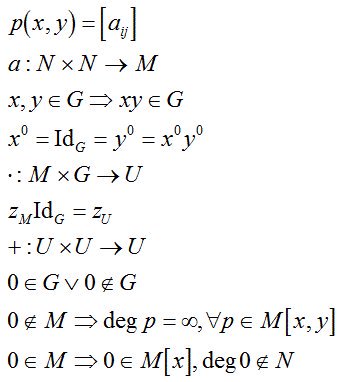 p(x, y) = [a_{ij}]
a : N × N → M
x, y ∈ G ⇒ xy ∈ G
x^0 = Id_G = y^0 = x^0 y^0
· : M × G → U
z_M Id_G = z_U
+ : U × U → U
0 ∈ G ∨ 0 ∉ G
0 ∉ M ⇒ deg p = ∞, ∀p ∈ M[x, y]
0 ∈ M ⇒ 0 ∈ M[x], deg 0 ∉ N